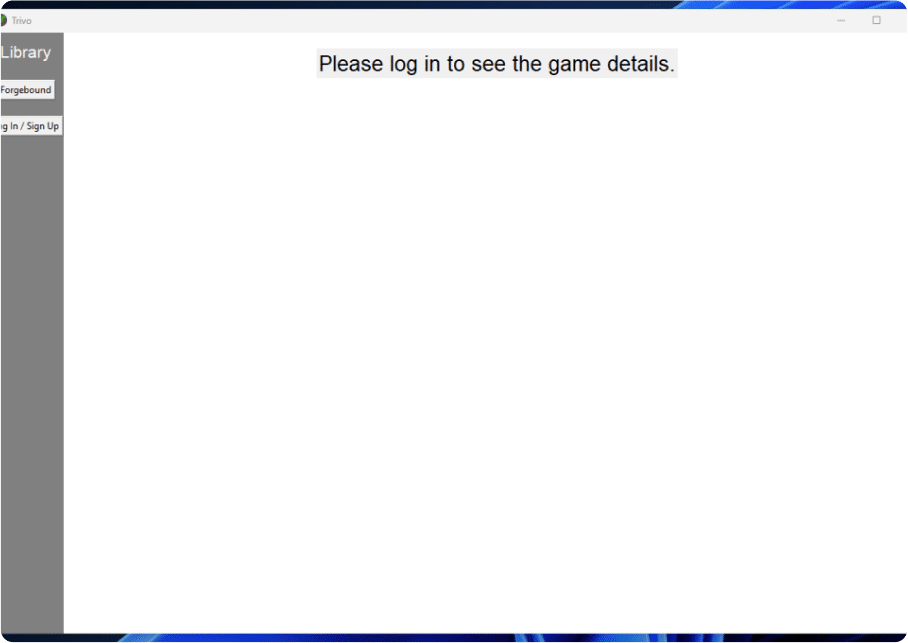 Trivo
Library
Please log in to see the game details.
Forgebound
g In / Sign Up